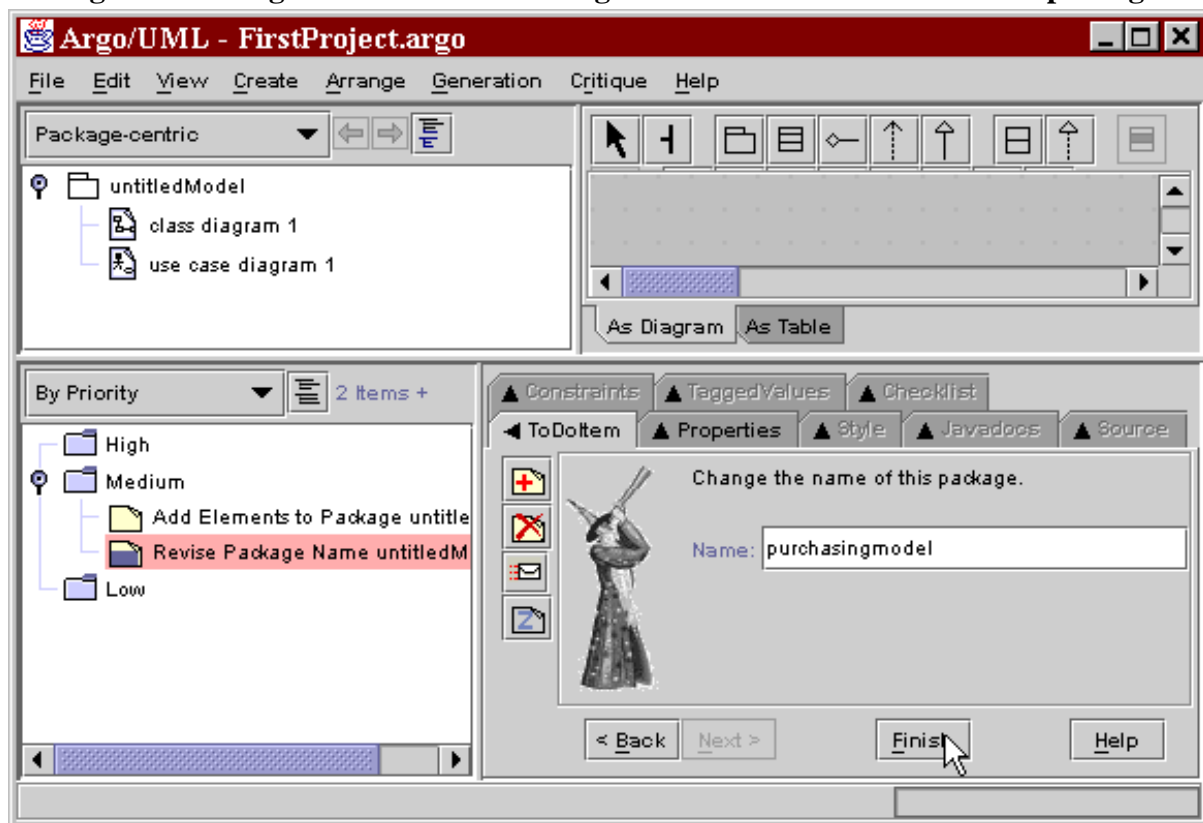 Argo/UML - FirstProject.argo
File Edit View Create Arrange Generation Critique Help
Package-centric
untitledModel
class diagram 1
use case diagram 1
As Diagram As Table
By Priority 2 Items +
High
Medium
Add Elements to Package untitle
Revise Package Name untitledM
Low
Constraints TaggedValues Checklist
ToDoItem Properties Style Javadocs Source
Change the name of this package.
Name: purchasingmodel
< Back Next > Finish Help